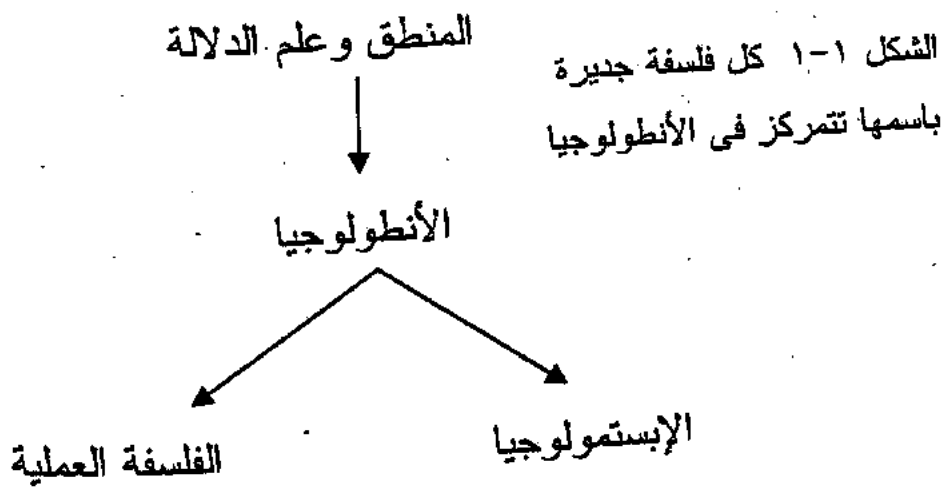 الشكل ١-١ كل فلسفة جديرة
باسمها تتمركز فى الأنطولوجيا
المنطق وعلم الدلالة
الأنطولوجيا
الإبستمولوجيا
الفلسفة العملية